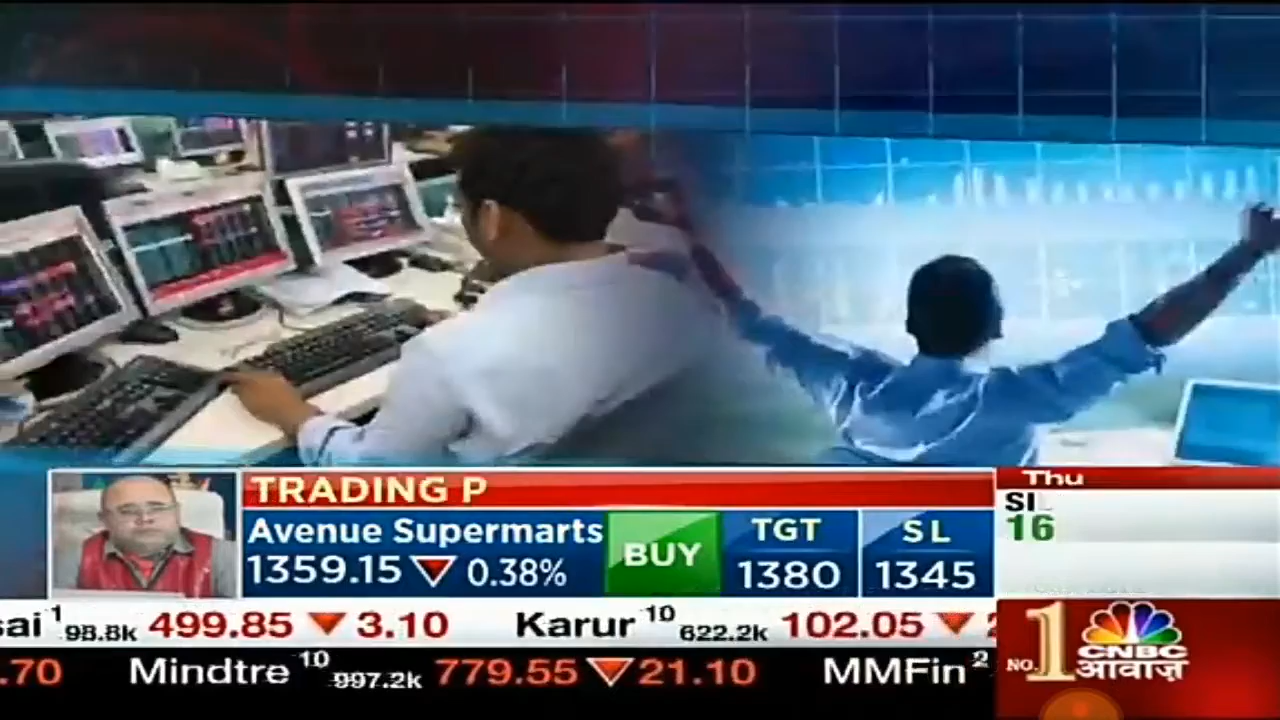 TRADING P
Avenue Supermarts
1359.15 ▼ 0.38%
BUY
TGT
1380
SL
1345
Thu
SI
16
sai 1 98.8k 499.85 ▼ 3.10 Karur 10 622.2k 102.05 ▼
.70 Mindtre 10 997.2k 779.55 ▼ 21.10 MMFin 2
NO. 1
CNBC
आवाज़